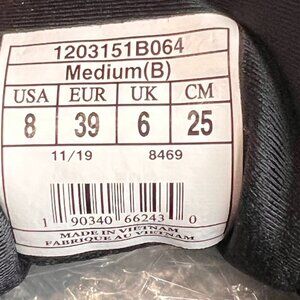 1203151B064
Medium(B)
USA EUR UK CM
8 39 6 25
11/19 8469
1 90340 66243 0
MADE IN VIETNAM
FABRIQUE AU VIETNAM